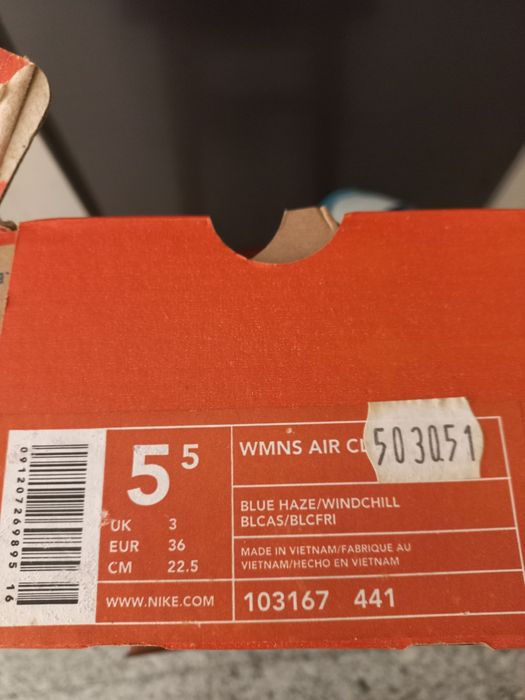 5 5
UK 3
EUR 36
CM 22.5
WWW.NIKE.COM
WMNS AIR
503051
BLUE HAZE/WINDCHILL
BLCAS/BLCFRI
MADE IN VIETNAM/FABRIQUE AU
VIETNAM/HECHO EN VIETNAM
103167 441
091207269895 16